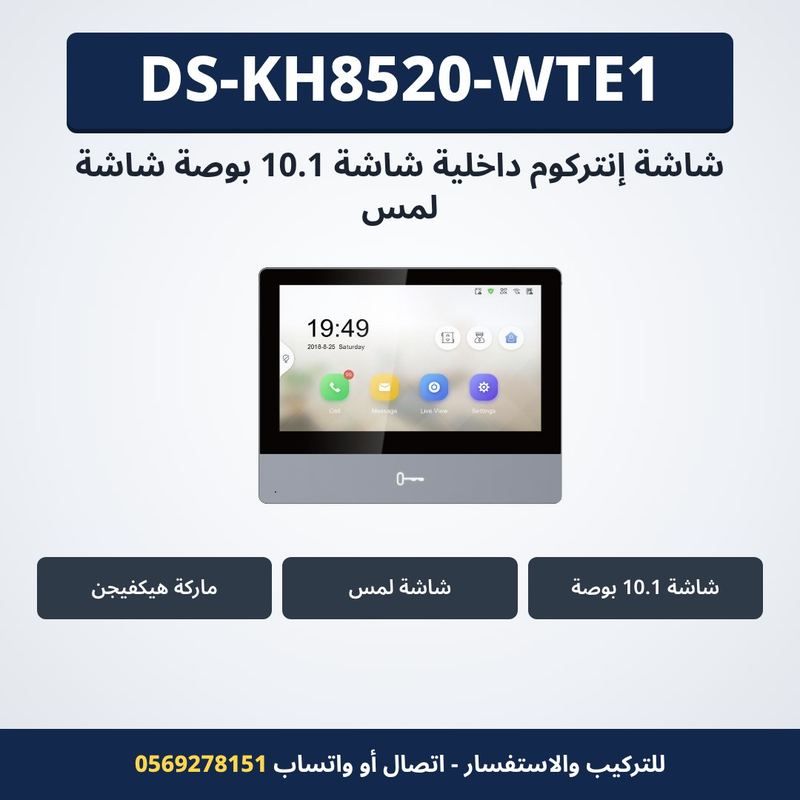 DS-KH8520-WTE1
شاشة إنتركوم داخلية شاشة 10.1 بوصة شاشة
لمس
19:49
2018-8-25 Saturday
99
Call Message Live View Settings
شاشة 10.1 بوصة
شاشة لمس
ماركة هيكفيجن
للتركيب والاستفسار - اتصال أو واتساب 0569278151